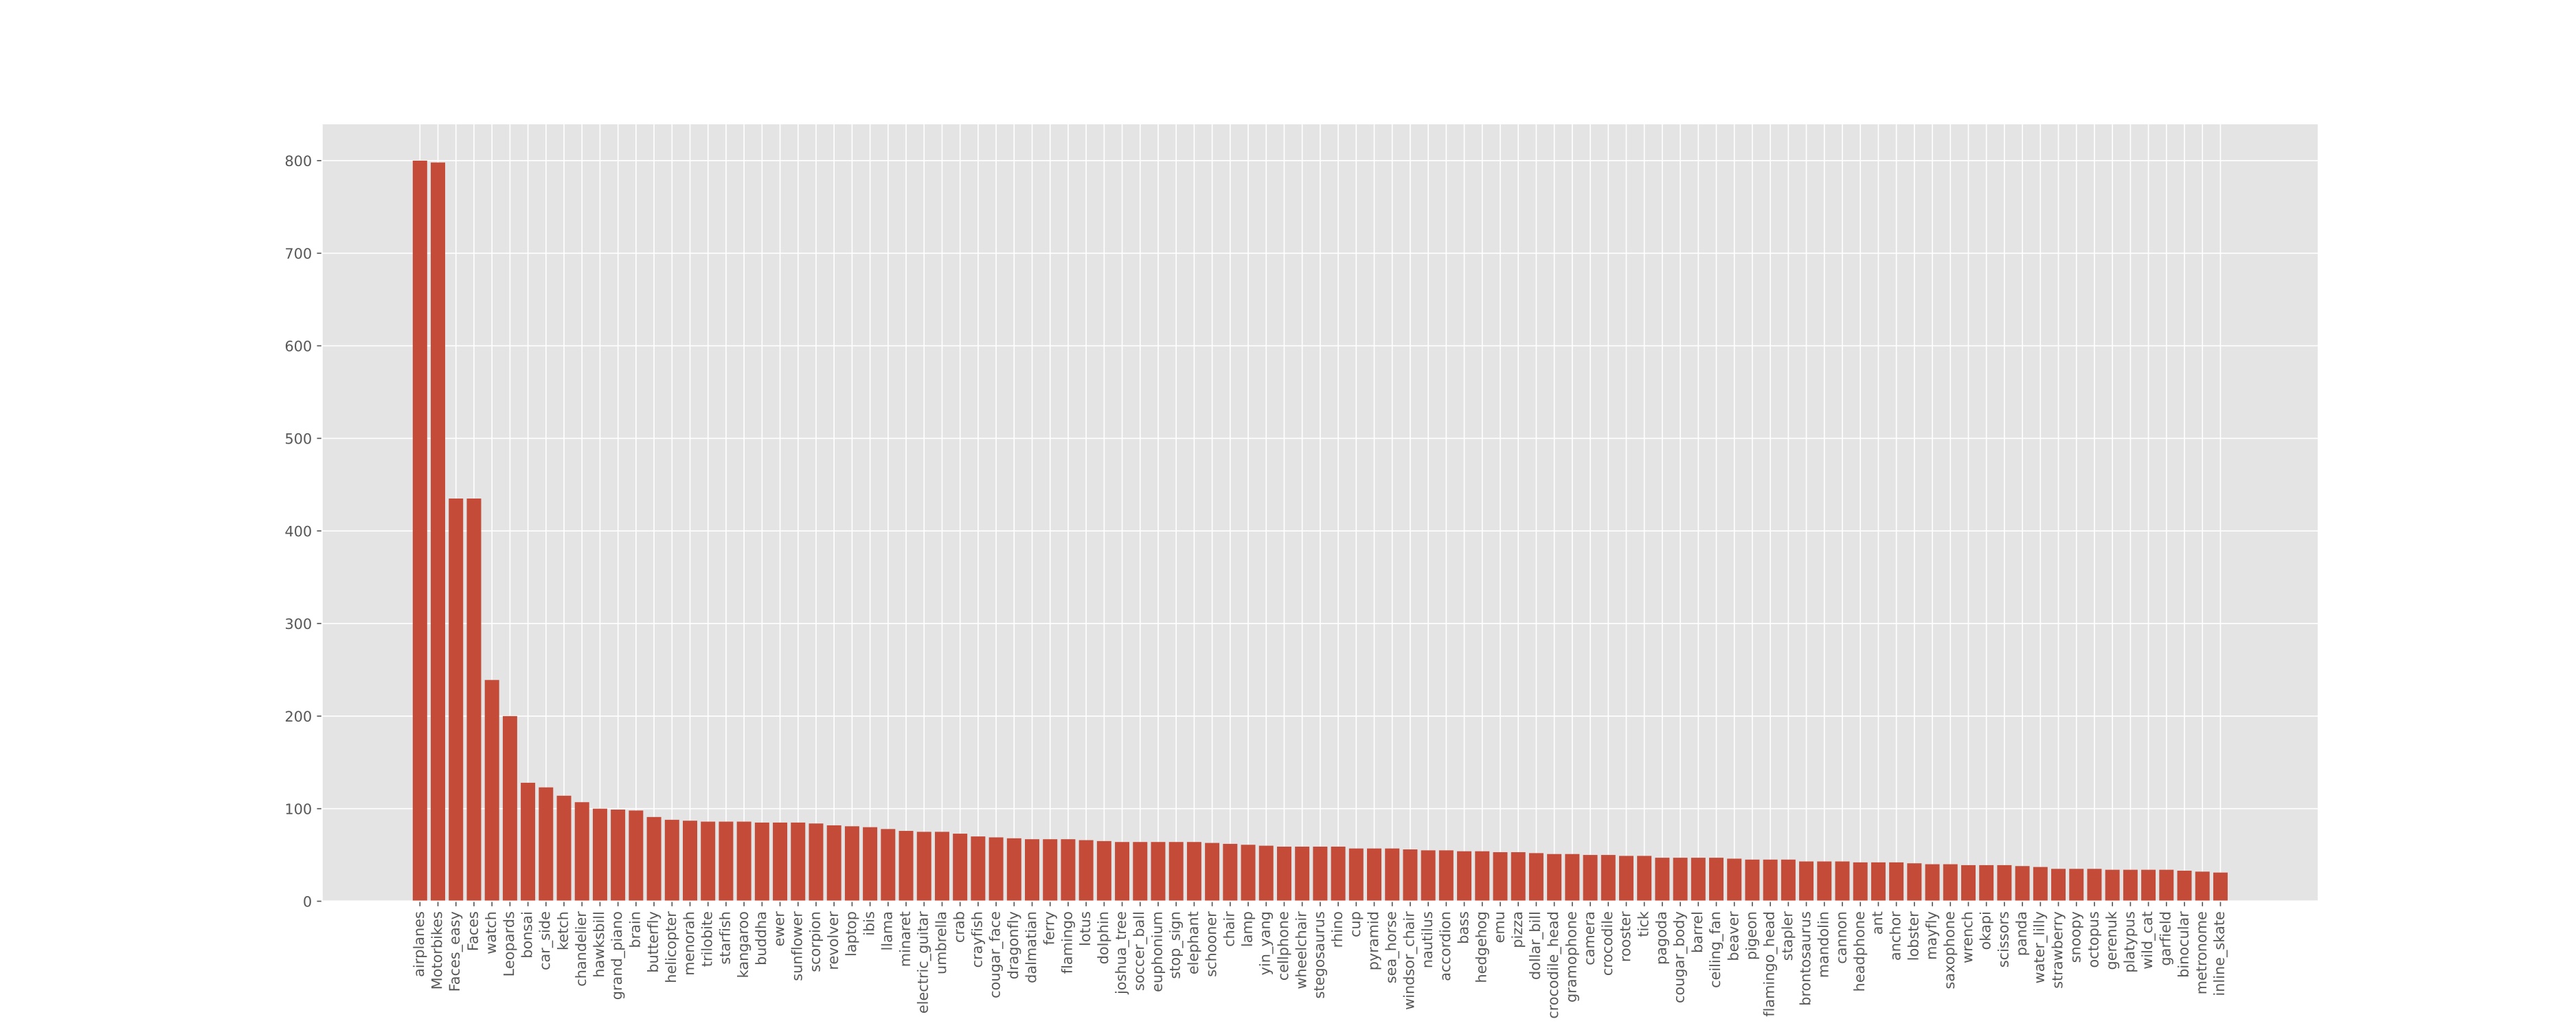 800
700
600
500
400
300
200
100
0
airplanes
Motorbikes
Faces_easy
Faces
watch
Leopards
bonsai
car_side
ketch
chandelier
hawksbill
grand_piano
brain
butterfly
helicopter
menorah
trilobite
starfish
kangaroo
buddha
ewer
sunflower
scorpion
revolver
laptop
ibis
llama
minaret
electric_guitar
umbrella
crab
crayfish
cougar_face
dragonfly
dalmatian
ferry
flamingo
lotus
dolphin
joshua_tree
soccer_ball
euphonium
stop_sign
elephant
schooner
chair
lamp
yin_yang
cellphone
wheelchair
stegosaurus
rhino
cup
pyramid
sea_horse
windsor_chair
nautilus
accordion
bass
hedgehog
emu
pizza
dollar_bill
crocodile_head
gramophone
camera
crocodile
rooster
tick
pagoda
cougar_body
barrel
ceiling_fan
beaver
pigeon
flamingo_head
stapler
brontosaurus
mandolin
cannon
headphone
ant
anchor
lobster
mayfly
saxophone
wrench
okapi
scissors
panda
water_lilly
strawberry
snoopy
octopus
gerenuk
platypus
wild_cat
garfield
binocular
metronome
inline_skate